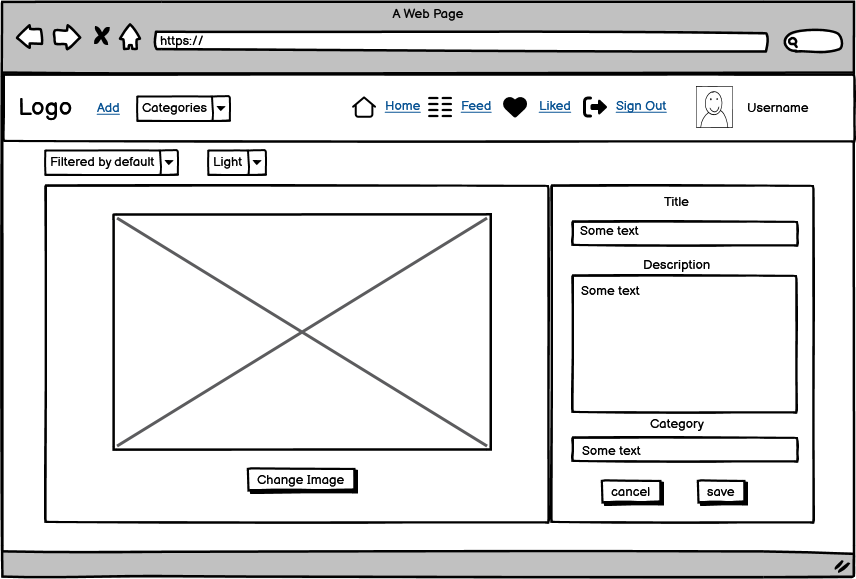 A Web Page
https://
Logo Add Categories Home Feed Liked Sign Out Username
Filtered by default Light
Title
Some text
Description
Some text
Category
Some text
Change Image
cancel save